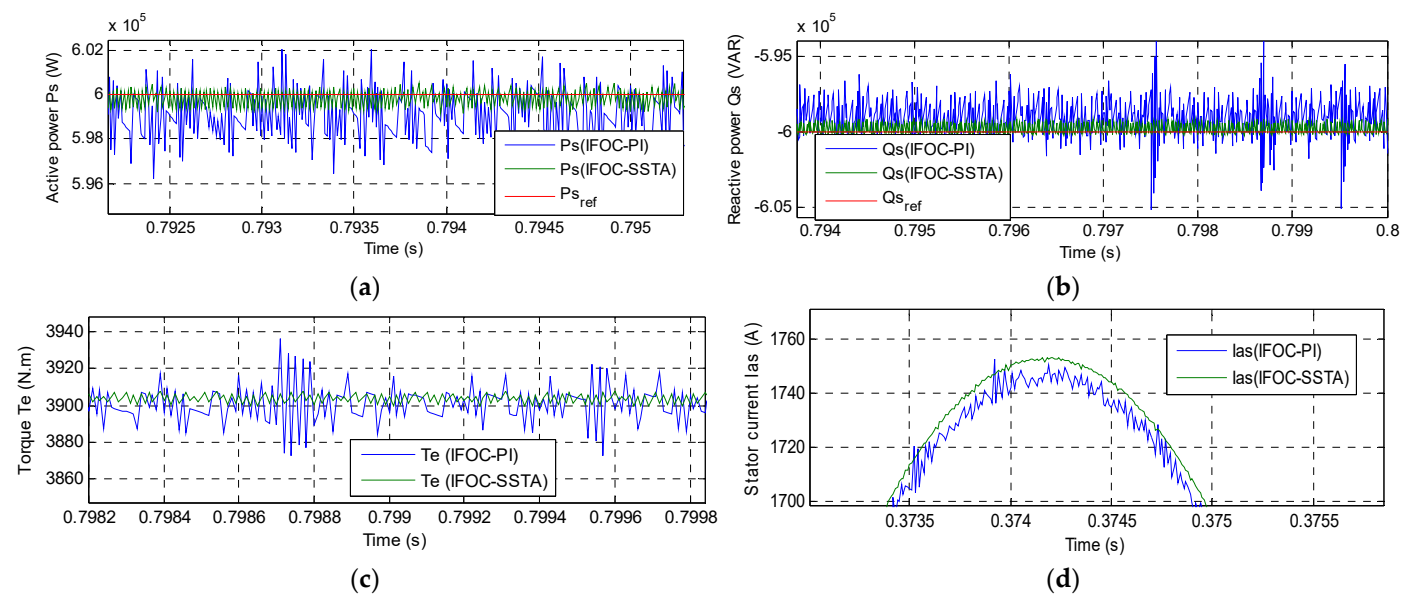 x 10^5
Active power Ps (W)
6.02
6
5.98
5.96
Ps(IFOC-PI)
Ps(IFOC-SSTA)
Ps_ref
0.7925 0.793 0.7935 0.794 0.7945 0.795
Time (s)
(a)
x 10^5
Reactive power Qs (VAR)
-5.95
-6
-6.05
Qs(IFOC-PI)
Qs(IFOC-SSTA)
Qs_ref
0.794 0.795 0.796 0.797 0.798 0.799 0.8
Time (s)
(b)
Torque Te (N.m)
3940
3920
3900
3880
3860
Te (IFOC-PI)
Te (IFOC-SSTA)
0.7982 0.7984 0.7986 0.7988 0.799 0.7992 0.7994 0.7996 0.7998
Time (s)
(c)
Stator current Ias (A)
1760
1740
1720
1700
Ias(IFOC-PI)
Ias(IFOC-SSTA)
0.3735 0.374 0.3745 0.375 0.3755
Time (s)
(d)